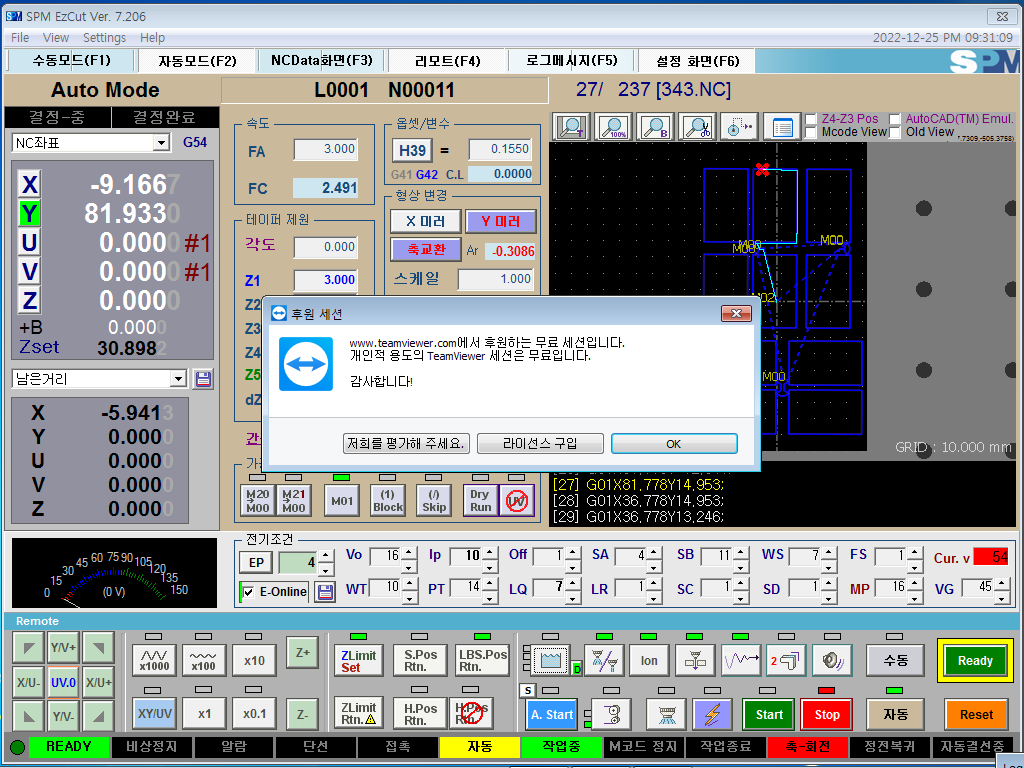 SPM SPM EzCut Ver. 7.206
File View Settings Help
2022-12-25 PM 09:31:09
수동모드(F1) 자동모드(F2) NCData화면(F3) 리모트(F4) 로그메시지(F5) 설정 화면(F6)
SPM
Auto Mode
L0001 N00011
27/ 237 [343.NC]
결정-중 결정완료
NC좌표 G54
X -9.1667
Y 81.9330
U 0.0000 #1
V 0.0000 #1
Z 0.0000
+B 0.0000
Zset 30.8982
남은거리
X -5.9413
Y 0.0000
U 0.0000
V 0.0000
Z 0.0000
속도
FA 3.000
FC 2.491
테이퍼 제원
각도 0.000
Z1 3.000
Z2
Z3
Z4
Z5
dZ
옵셋/변수
H39 = 0.1550
G41 G42 C.L 0.0000
형상 변경
X 미러 Y 미러
축교환 Ar -0.3086
스케일 1.000
T 100% B
Z4-Z3 Pos AutoCAD(TM) Emul.
Mcode View Old View
M00
M00
GRID : 10.000 mm
후원 세션
www.teamviewer.com에서 후원하는 무료 세션입니다.
개인적 용도의 TeamViewer 세션은 무료입니다.
감사합니다!
저희를 평가해 주세요. 라이선스 구입 OK
M20 M00 M21 M00 M01 (1) Block (/) Skip Dry Run UV
[27] G01X81,778Y14,953;
[28] G01X36,778Y14,953;
[29] G01X36,778Y13,246;
0 15 30 45 60 75 90 105 120 135 150
(0 V)
전기조건
EP 4
E-Online
Vo 16 Ip 10 Off 1 SA 4 SB 11 WS 7 FS 1 Cur. v 54
WT 10 PT 14 LQ 7 LR 1 SC 1 SD 1 MP 16 VG 45
Remote
Y/V+
X/U- UV.0 X/U+
Y/V-
x1000 x100 x10 Z+
XY/UV x1 x0.1 Z-
ZLimit Set S.Pos Rtn. LBS.Pos Rtn.
ZLimit Rtn. H.Pos Rtn. H.Pos Rtn.
D Ion 2 수동 Ready
S A. Start Start Stop 자동 Reset
READY 비상정지 알람 단선 접촉 자동 작업중 M코드 정지 작업종료 축-회전 정전복귀 자동결선중